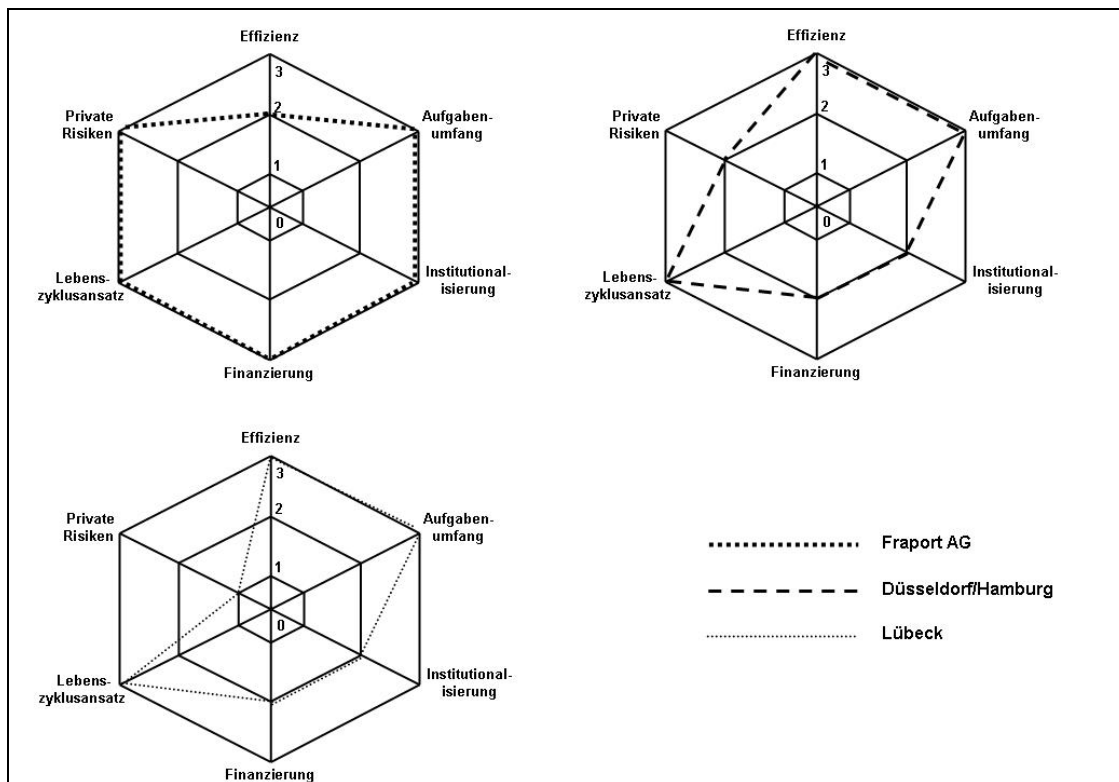 Effizienz
3
Private
Risiken
2
Aufgaben-
umfang
1
0
Lebens-
zyklusansatz
Institutional-
isierung
Finanzierung
Effizienz
3
Private
Risiken
2
Aufgaben-
umfang
1
0
Lebens-
zyklusansatz
Institutional-
isierung
Finanzierung
Effizienz
3
Private
Risiken
2
Aufgaben-
umfang
1
0
Lebens-
zyklusansatz
Institutional-
isierung
Finanzierung
Fraport AG
Düsseldorf/Hamburg
Lübeck